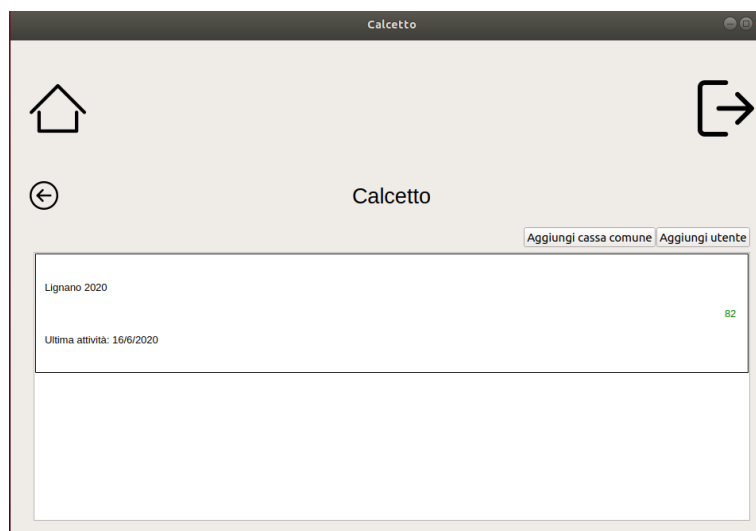 Calcetto
Calcetto
Aggiungi cassa comune Aggiungi utente
Lignano 2020
82
Ultima attività: 16/6/2020